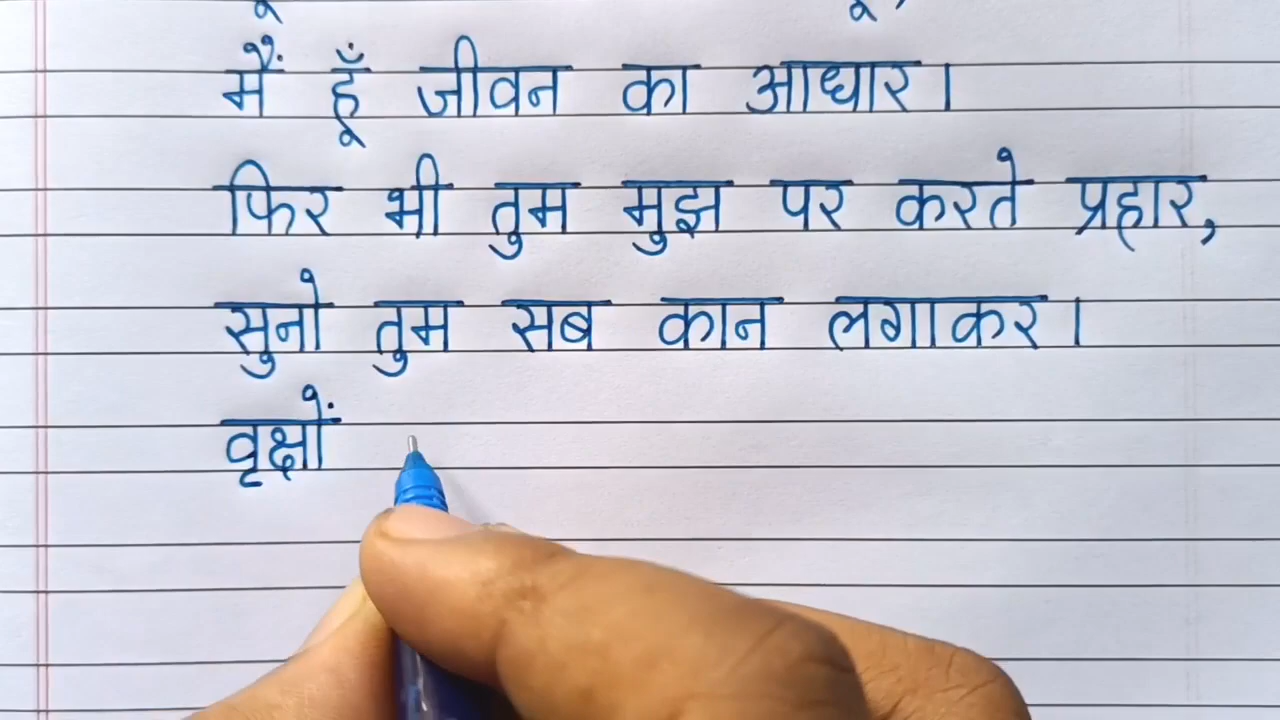 मैं हूँ जीवन का आधार।
फिर भी तुम मुझ पर करते प्रहार,
सुनो तुम सब कान लगाकर।
वृक्षों